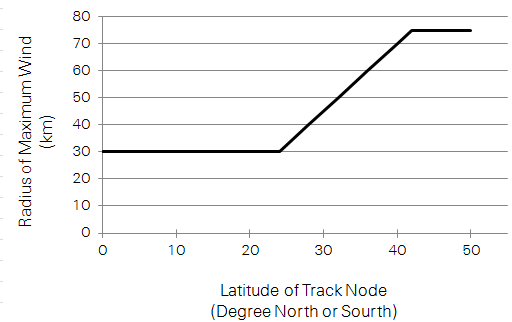 80
70
60
50
40
30
20
10
0
Radius of Maximum Wind
(km)
0 10 20 30 40 50
Latitude of Track Node
(Degree North or Sourth)